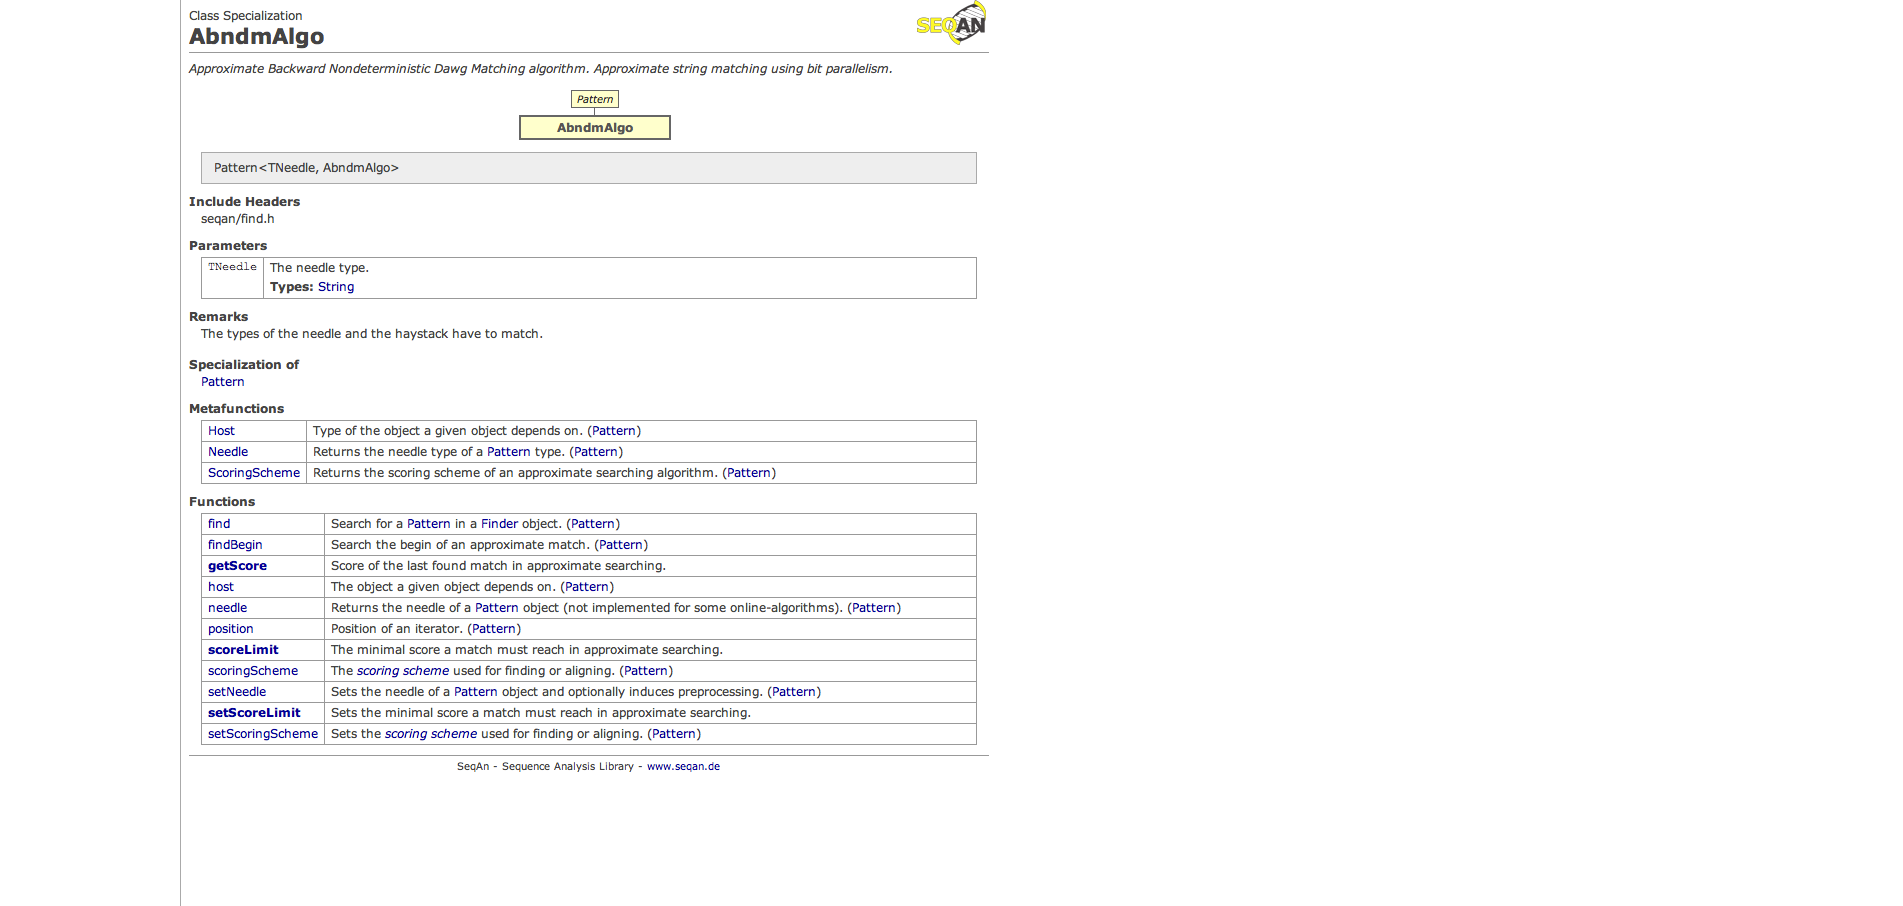 Class Specialization
AbndmAlgo
SEQAN
Approximate Backward Nondeterministic Dawg Matching algorithm. Approximate string matching using bit parallelism.
Pattern
AbndmAlgo
Pattern<TNeedle, AbndmAlgo>
Include Headers
seqan/find.h
Parameters
TNeedle The needle type.
Types: String
Remarks
The types of the needle and the haystack have to match.
Specialization of
Pattern
Metafunctions
Host Type of the object a given object depends on. (Pattern)
Needle Returns the needle type of a Pattern type. (Pattern)
ScoringScheme Returns the scoring scheme of an approximate searching algorithm. (Pattern)
Functions
find Search for a Pattern in a Finder object. (Pattern)
findBegin Search the begin of an approximate match. (Pattern)
getScore Score of the last found match in approximate searching.
host The object a given object depends on. (Pattern)
needle Returns the needle of a Pattern object (not implemented for some online-algorithms). (Pattern)
position Position of an iterator. (Pattern)
scoreLimit The minimal score a match must reach in approximate searching.
scoringScheme The scoring scheme used for finding or aligning. (Pattern)
setNeedle Sets the needle of a Pattern object and optionally induces preprocessing. (Pattern)
setScoreLimit Sets the minimal score a match must reach in approximate searching.
setScoringScheme Sets the scoring scheme used for finding or aligning. (Pattern)
SeqAn - Sequence Analysis Library - www.seqan.de